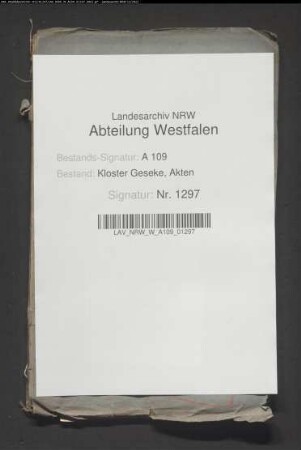 Landesarchiv NRW
Abteilung Westfalen
Bestands-Signatur: A 109
Bestand: Kloster Geseke, Akten
Signatur: Nr. 1297
LAV_NRW_W_A109_01297